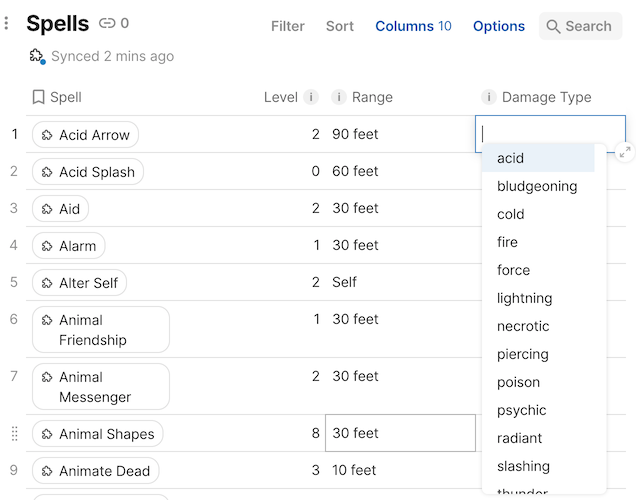 Spells 0 Filter Sort Columns 10 Options Search
Synced 2 mins ago
Spell Level i i Range i Damage Type
1 Acid Arrow 2 90 feet
2 Acid Splash 0 60 feet
3 Aid 2 30 feet
4 Alarm 1 30 feet
5 Alter Self 2 Self
6 Animal Friendship 1 30 feet
7 Animal Messenger 2 30 feet
Animal Shapes 8 30 feet
9 Animate Dead 3 10 feet
acid
bludgeoning
cold
fire
force
lightning
necrotic
piercing
poison
psychic
radiant
slashing
thunder